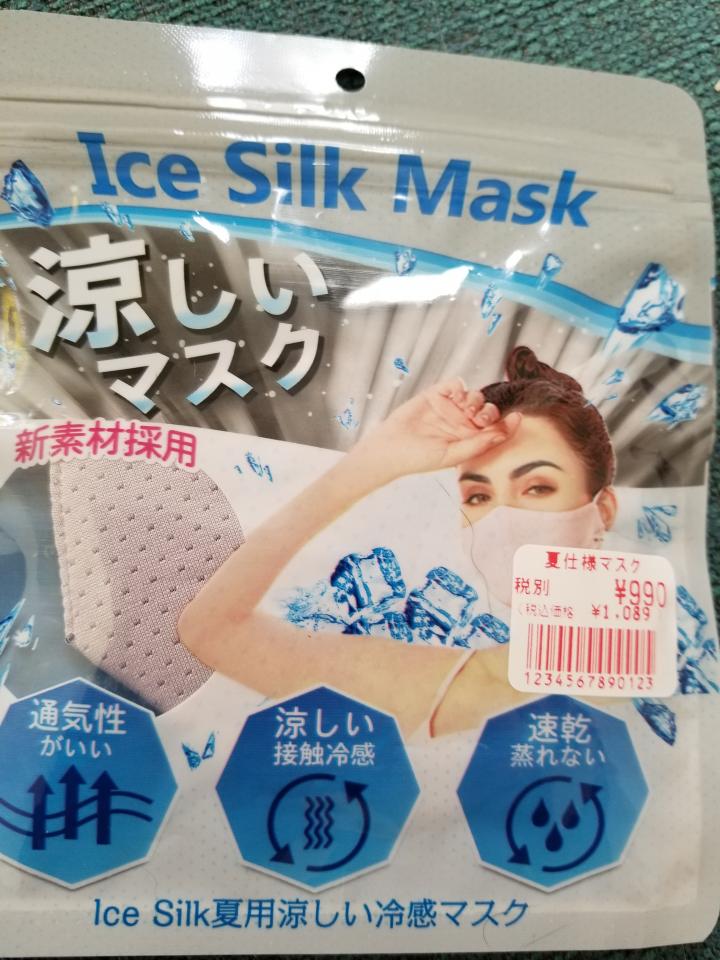 Ice Silk Mask
涼しい
マスク
新素材採用
夏仕様マスク
税別 ¥990
(税込価格 ¥1,089
1234567890123
通気性
がいい
涼しい
接触冷感
速乾
蒸れない
Ice Silk夏用涼しい冷感マスク